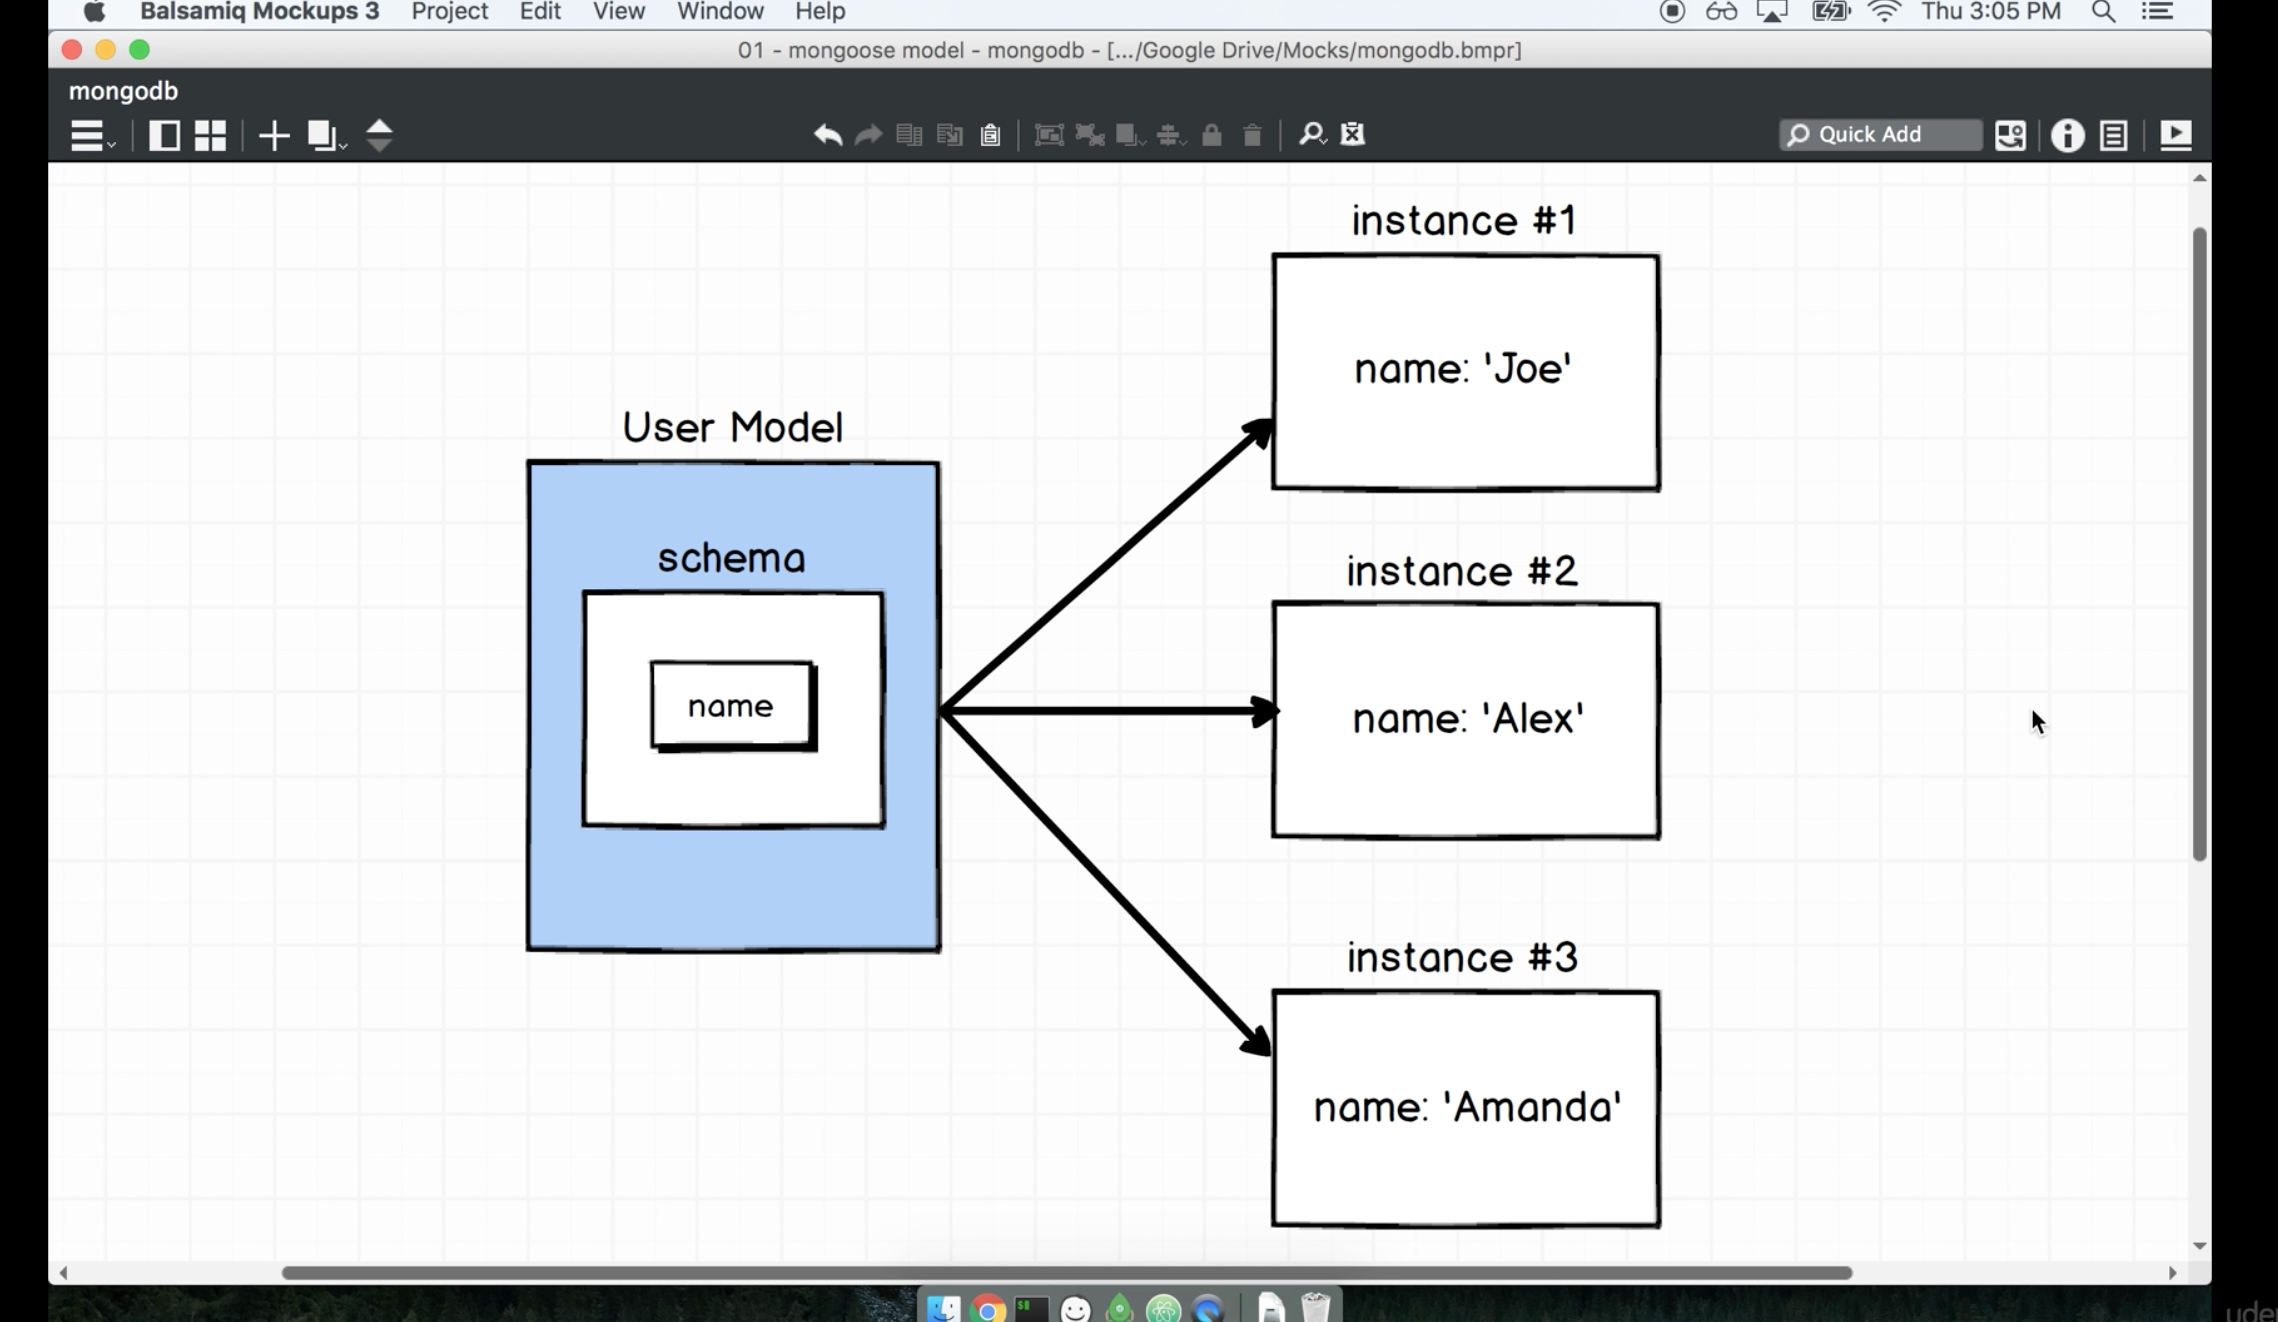 Balsamiq Mockups 3 Project Edit View Window Help Thu 3:05 PM
01 - mongoose model - mongodb - [.../Google Drive/Mocks/mongodb.bmpr]
mongodb
Quick Add
instance #1
name: 'Joe'
User Model
schema
name
instance #2
name: 'Alex'
instance #3
name: 'Amanda'